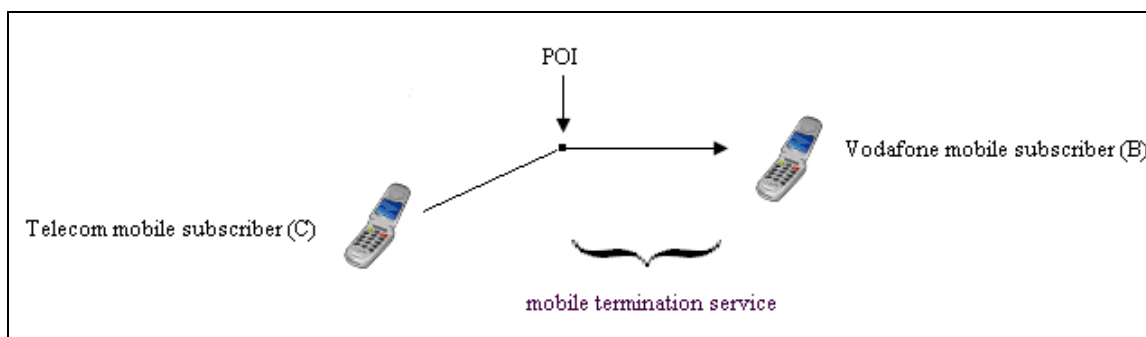 POI
Vodafone mobile subscriber (B)
Telecom mobile subscriber (C)
mobile termination service